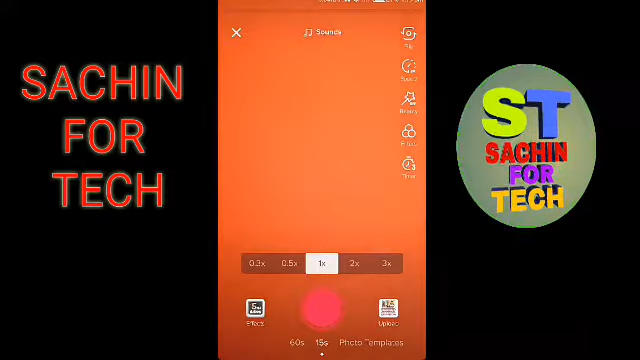 SACHIN
FOR
TECH
Sounds
Flip
Speed
Beauty
Filters
Timer
0.3x 0.5x 1x 2x 3x
Effects
Upload
60s 15s Photo Templates
ST
SACHIN
FOR
TECH